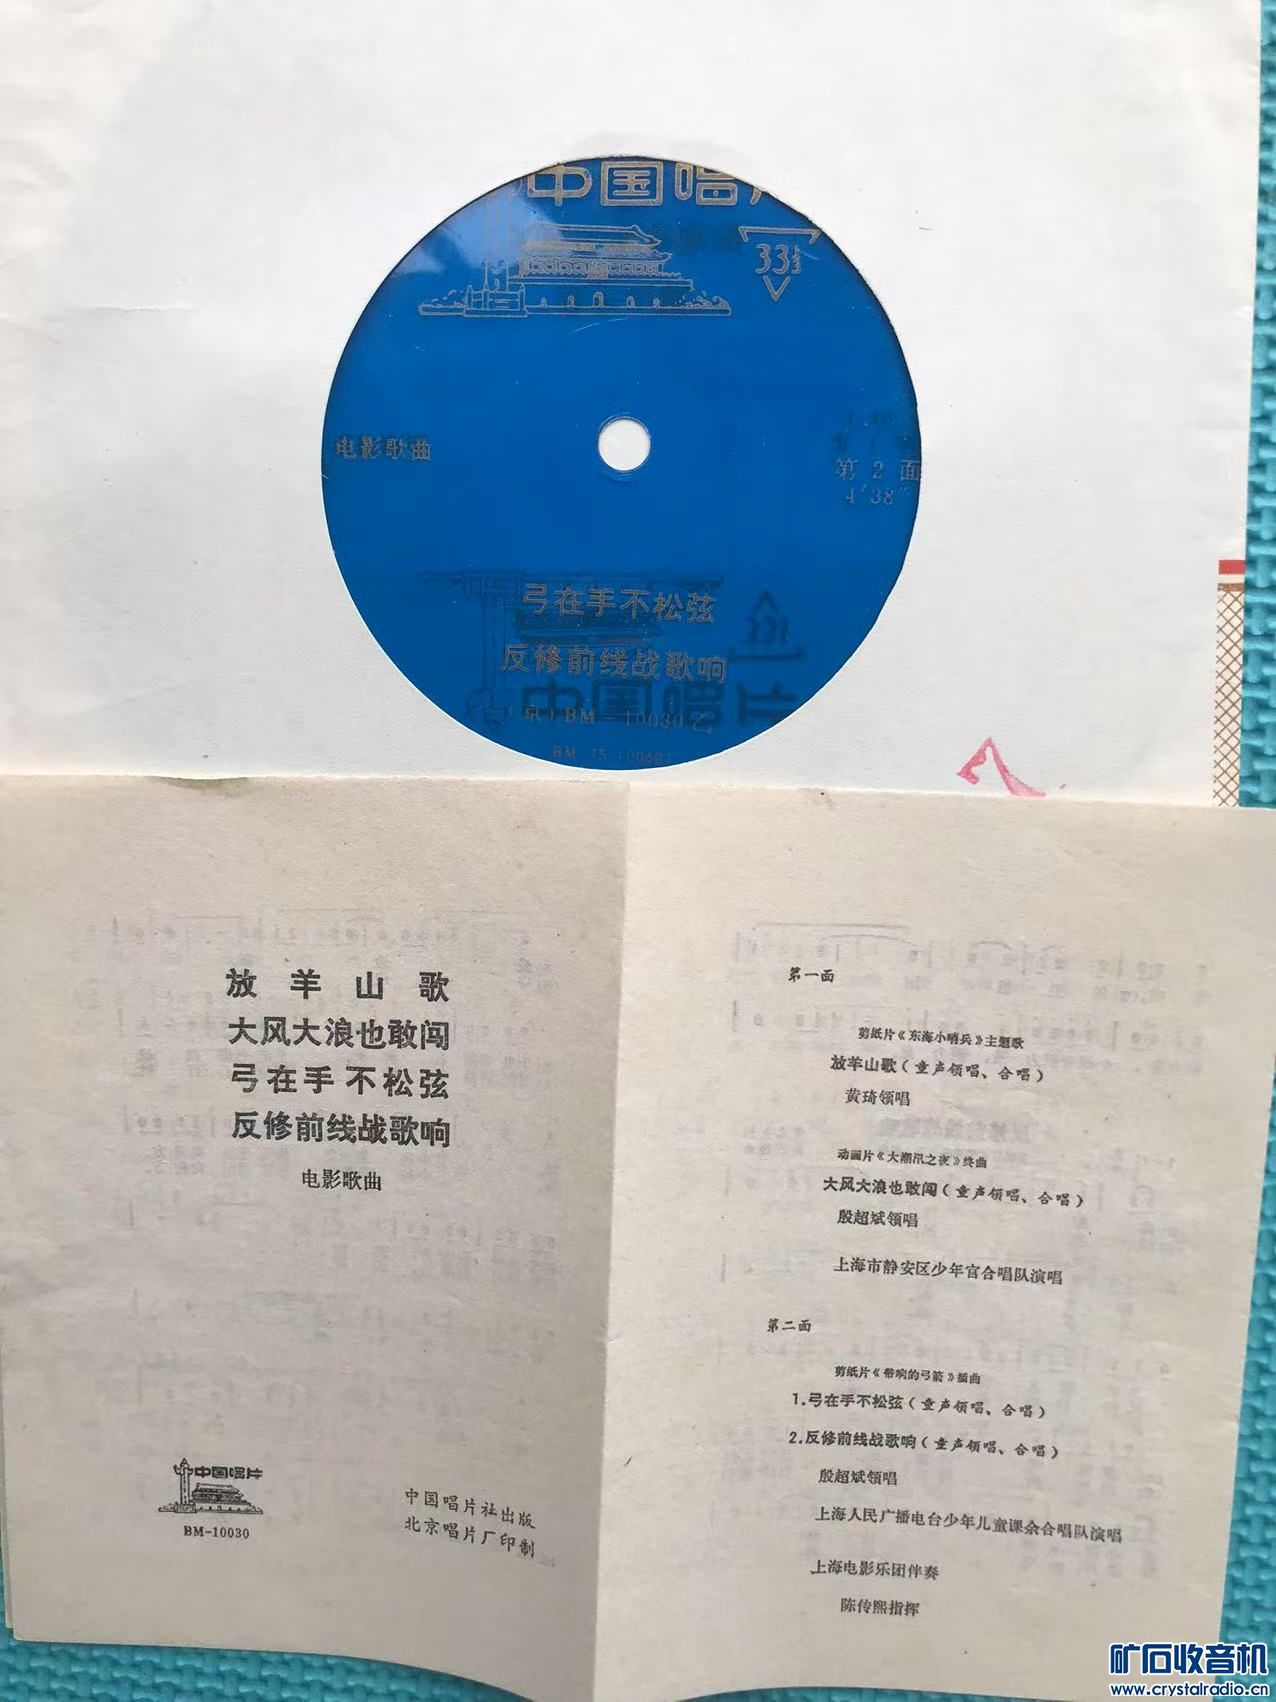 中国唱片
33⅓
电影歌曲
第2面
4′38″
弓在手不松弦
反修前线战歌响
(京)BM-10030乙
放羊山歌
大风大浪也敢闯
弓在手不松弦
反修前线战歌响
电影歌曲
中国唱片
BM-10030
中国唱片社出版
北京唱片厂印制
第一面
剪纸片《东海小哨兵》主题歌
放羊山歌(童声领唱、合唱)
黄琦领唱
动画片《大潮汛之夜》终曲
大风大浪也敢闯(童声领唱、合唱)
殷超斌领唱
上海市静安区少年宫合唱队演唱
第二面
剪纸片《带响的弓箭》插曲
1.弓在手不松弦(童声领唱、合唱)
2.反修前线战歌响(童声领唱、合唱)
殷超斌领唱
上海人民广播电台少年儿童课余合唱队演唱
上海电影乐团伴奏
陈传熙指挥
矿石收音机
www.crystalradio.cn